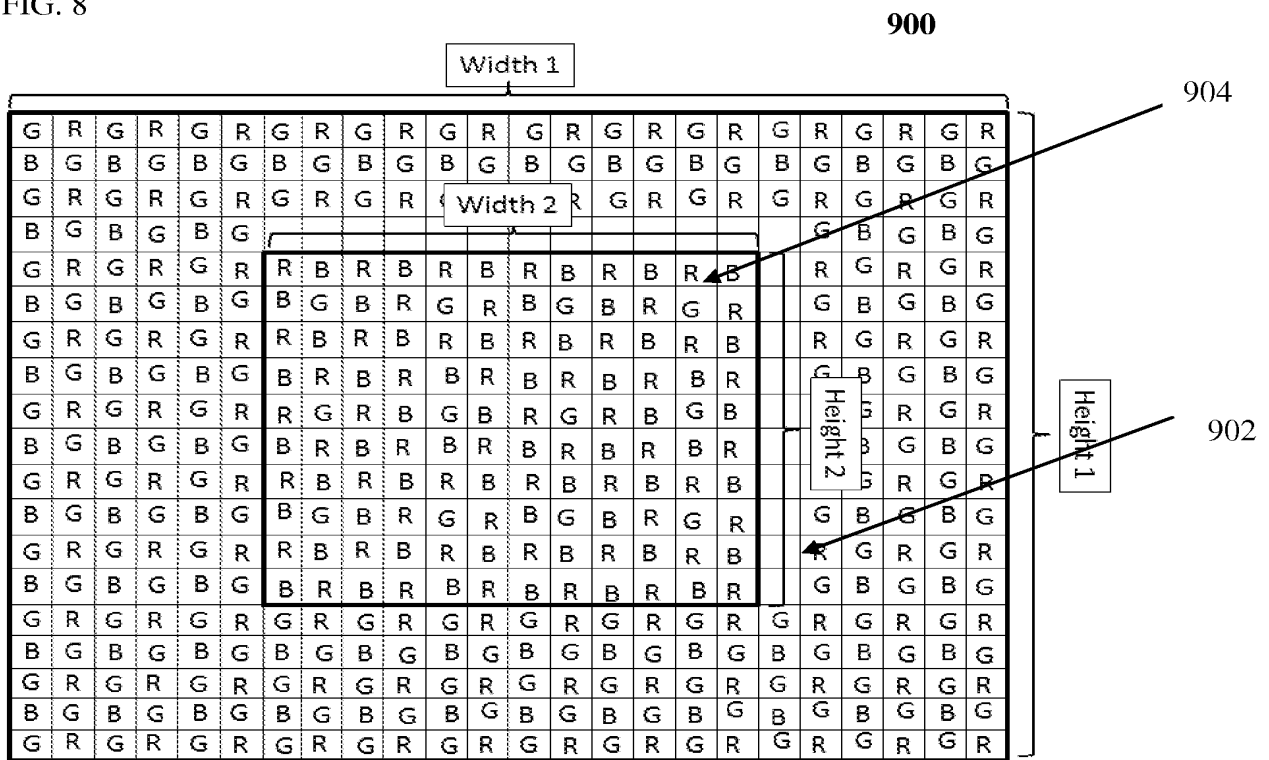 FIG. 8
900
Width 1
904
G R G R G R G R G R G R G R G R G R G R G R G R
B G B G B G B G B G B G B G B G B G B G B G B G
G R G R G R G R G R Width 2 R G R G R G R G R G R
B G B G B G G B G B G
G R G R G R R B R B R B R B R B R B R G R G R
B G B G B G B G B R G R B G B R G R G B G B G
G R G R G R R B R B R B R B R B R B R G R G R
B G B G B G B R B R B R B R B R B R G B G B G
G R G R G R R G R B G B R G R B G B G R G R
Height 2
Height 1
902
B G B G B G B R B R B R B R B R B R B G B G
G R G R G R R B R B R B R B R B R B G R G R
B G B G B G B G B R G R B G B R G R G B G B G
G R G R G R R B R B R B R B R B R B R G R G R
B G B G B G B R B R B R B R B R B R G B G B G
G R G R G R G R G R G R G R G R G R G R G R G R
B G B G B G B G B G B G B G B G B G B G B G B G
G R G R G R G R G R G R G R G R G R G R G R G R
B G B G B G B G B G B G B G B G B G B G B G B G
G R G R G R G R G R G R G R G R G R G R G R G R